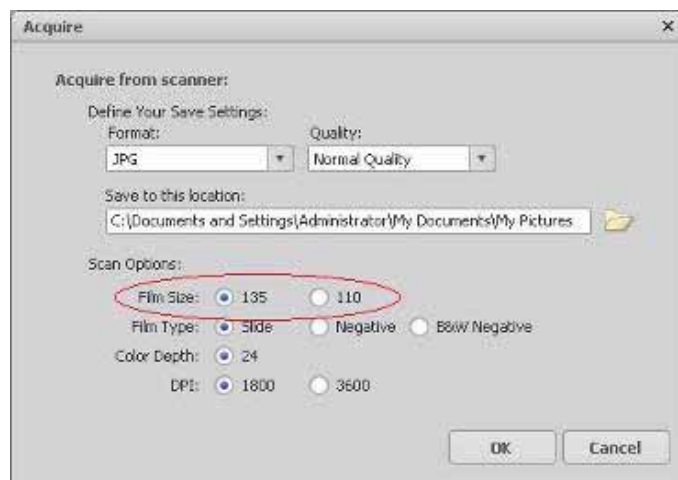 Acquire
Acquire from scanner:
Define Your Save Settings:
Format: Quality:
JPG Normal Quality
Save to this location:
C:\Documents and Settings\Administrator\My Documents\My Pictures
Scan Options:
Film Size: 135 110
Film Type: Slide Negative B&W Negative
Color Depth: 24
DPI: 1800 3600
OK Cancel